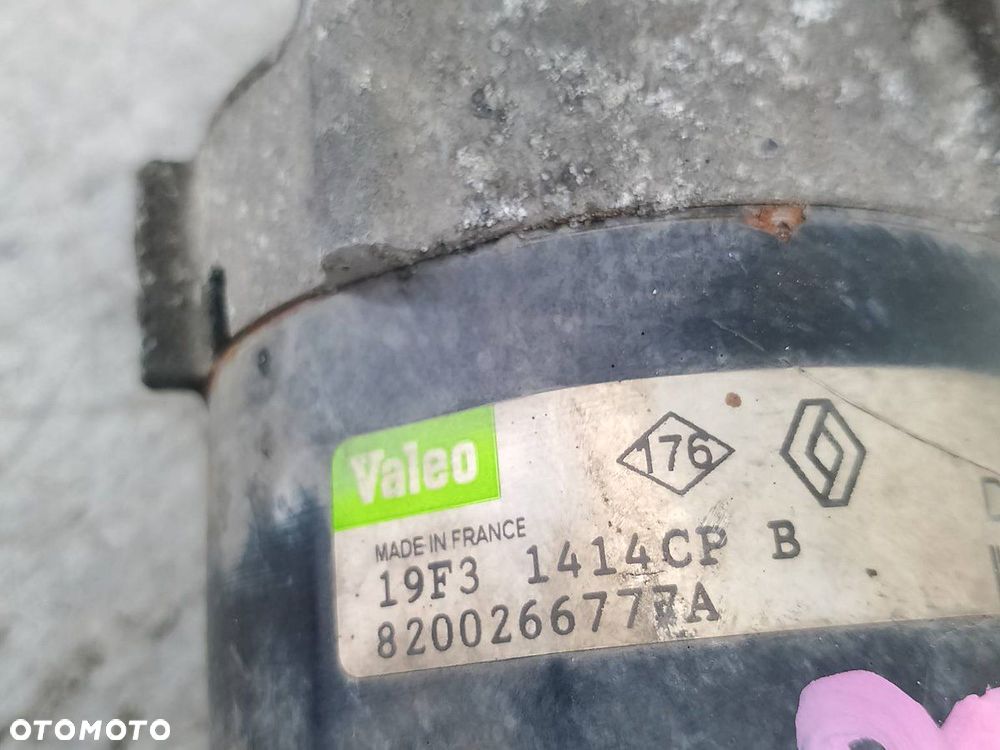 Valeo
176
MADE IN FRANCE
19F3 1414CP B
8200266777A
OTOMOTO